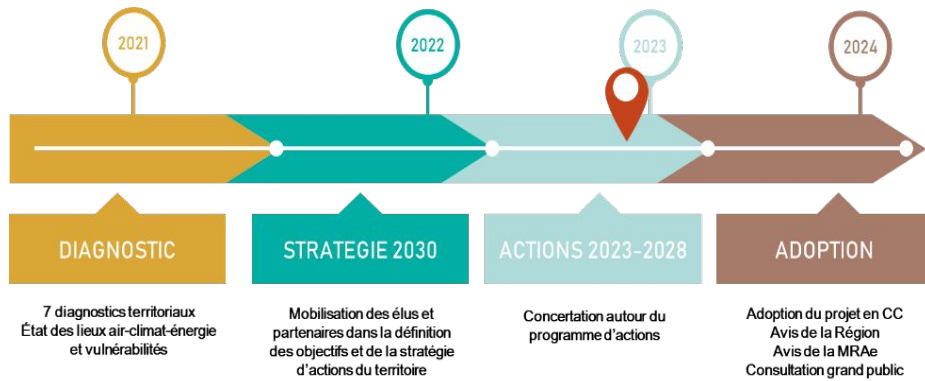 2021
2022
2023
2024
DIAGNOSTIC
STRATEGIE 2030
ACTIONS 2023-2028
ADOPTION
7 diagnostics territoriaux
État des lieux air-climat-énergie
et vulnérabilités
Mobilisation des élus et
partenaires dans la définition
des objectifs et de la stratégie
d'actions du territoire
Concertation autour du
programme d'actions
Adoption du projet en CC
Avis de la Région
Avis de la MRAe
Consultation grand public